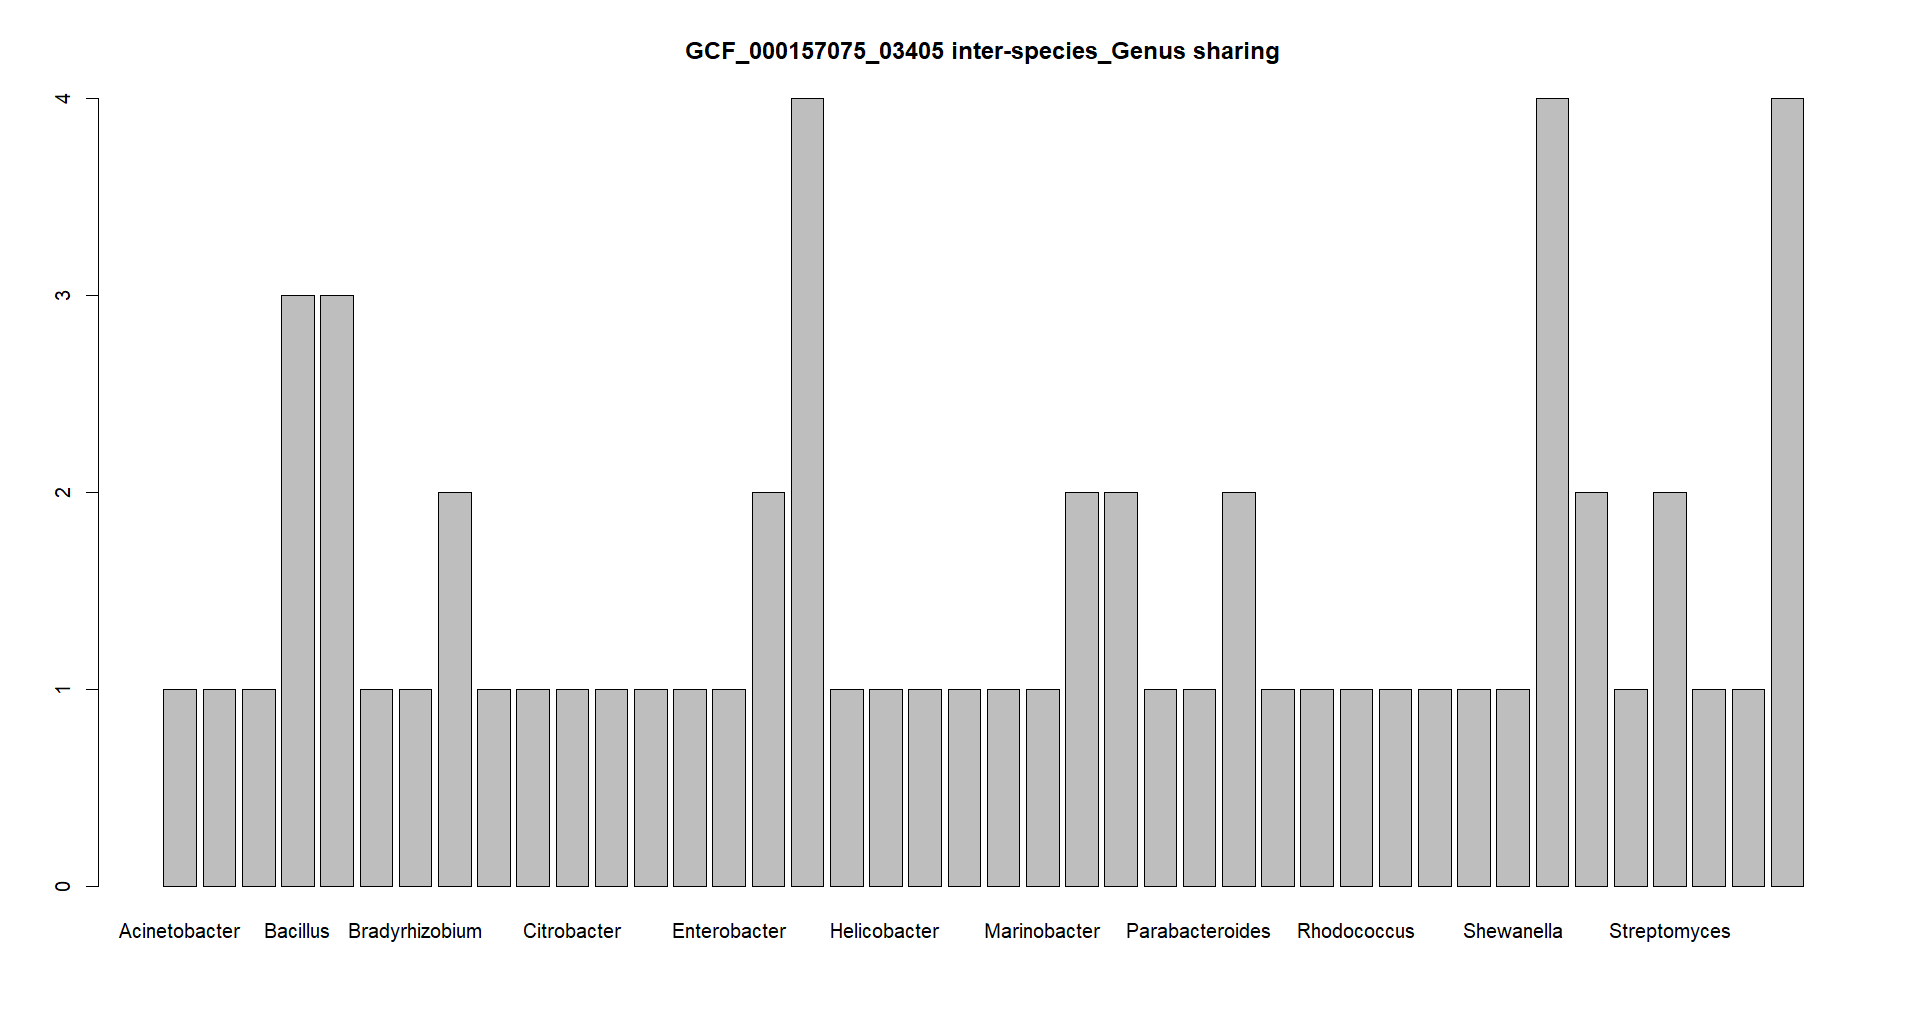 GCF_000157075_03405 inter-species_Genus sharing
4
3
2
1
0
Acinetobacter Bacillus Bradyrhizobium Citrobacter Enterobacter Helicobacter Marinobacter Parabacteroides Rhodococcus Shewanella Streptomyces